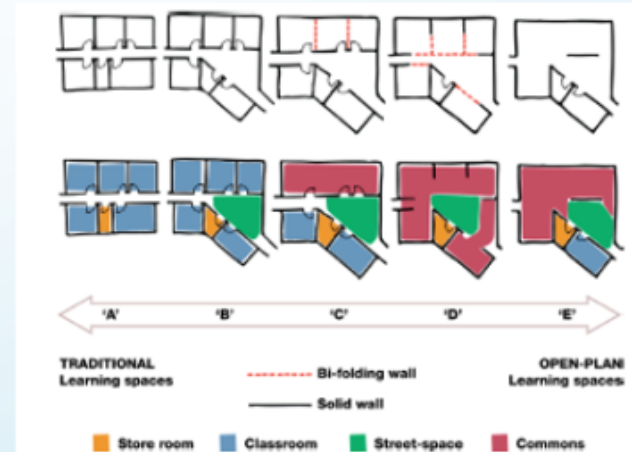 'A' 'B' 'C' 'D' 'E'
TRADITIONAL
Learning spaces
Bi-folding wall
Solid wall
OPEN-PLAN
Learning spaces
Store room Classroom Street-space Commons